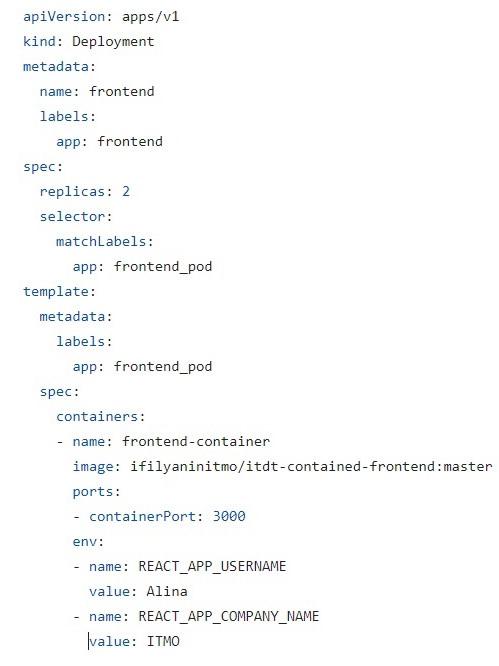 apiVersion: apps/v1
kind: Deployment
metadata:
  name: frontend
  labels:
    app: frontend
spec:
  replicas: 2
  selector:
    matchLabels:
      app: frontend_pod
template:
  metadata:
    labels:
      app: frontend_pod
  spec:
    containers:
    - name: frontend-container
      image: ifilyaninitmo/itdt-contained-frontend:master
      ports:
      - containerPort: 3000
      env:
      - name: REACT_APP_USERNAME
        value: Alina
      - name: REACT_APP_COMPANY_NAME
        value: ITMO